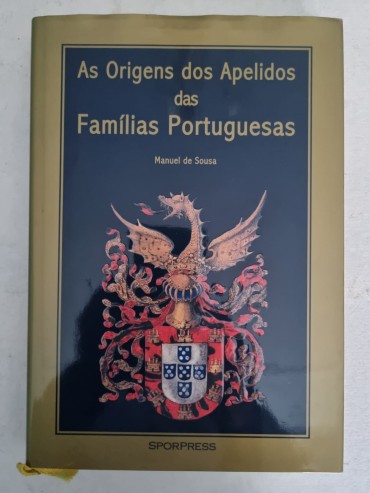 As Origens dos Apelidos
das
Famílias Portuguesas
Manuel de Sousa
SPORPRESS